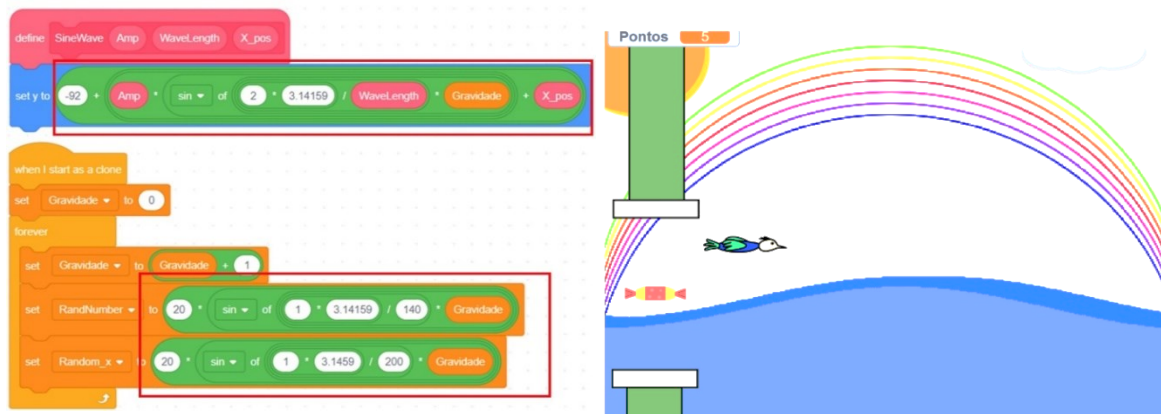 define SineWave Amp WaveLength X_pos
set y to -92 + Amp * sin of 2 * 3.14159 / WaveLength * Gravidade + X_pos
when I start as a clone
set Gravidade to 0
forever
set Gravidade to Gravidade + 1
set RandNumber to 20 * sin of 1 * 3.14159 / 140 * Gravidade
set Random_x to 20 * sin of 1 * 3.1459 / 200 * Gravidade
Pontos 5